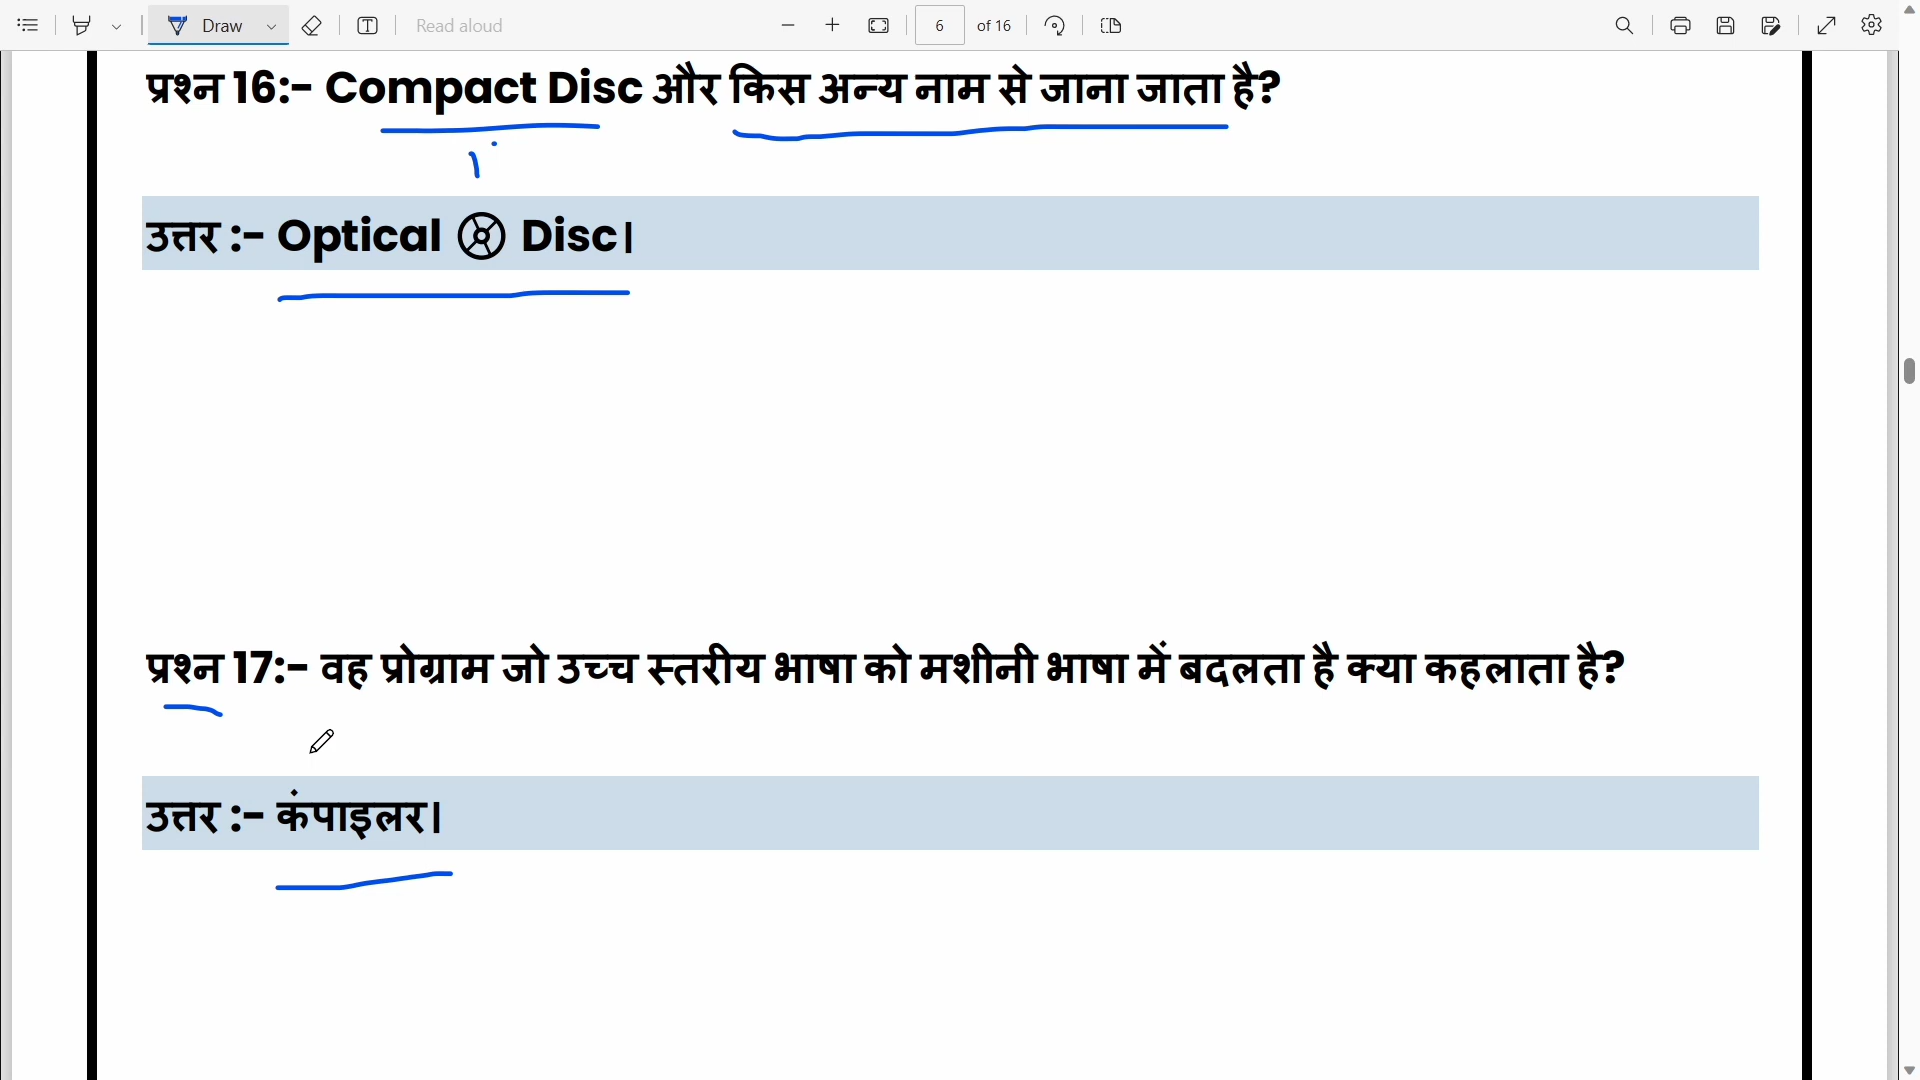 Draw
Read aloud
6 of 16
प्रश्न 16:- Compact Disc और किस अन्य नाम से जाना जाता है?
उत्तर :- Optical Disc।
प्रश्न 17:- वह प्रोग्राम जो उच्च स्तरीय भाषा को मशीनी भाषा में बदलता है क्या कहलाता है?
उत्तर :- कंपाइलर।